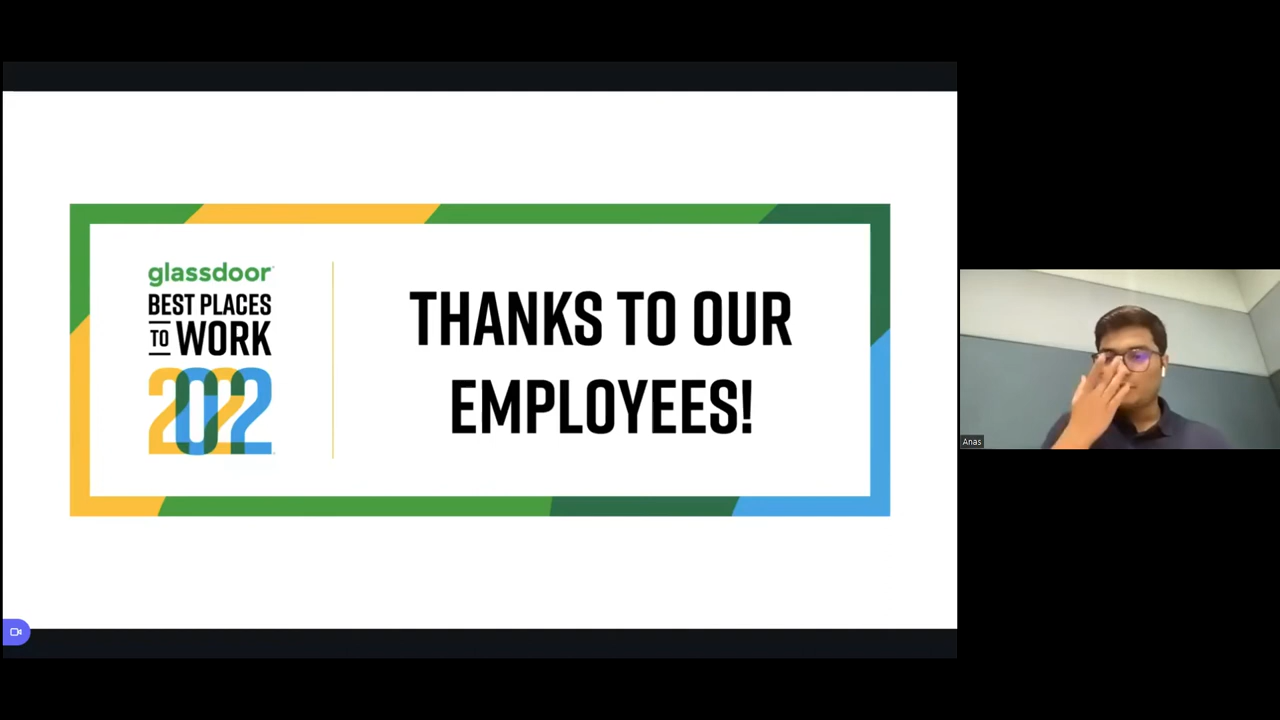 glassdoor
BEST PLACES
TO WORK
2022
THANKS TO OUR
EMPLOYEES!
Anas